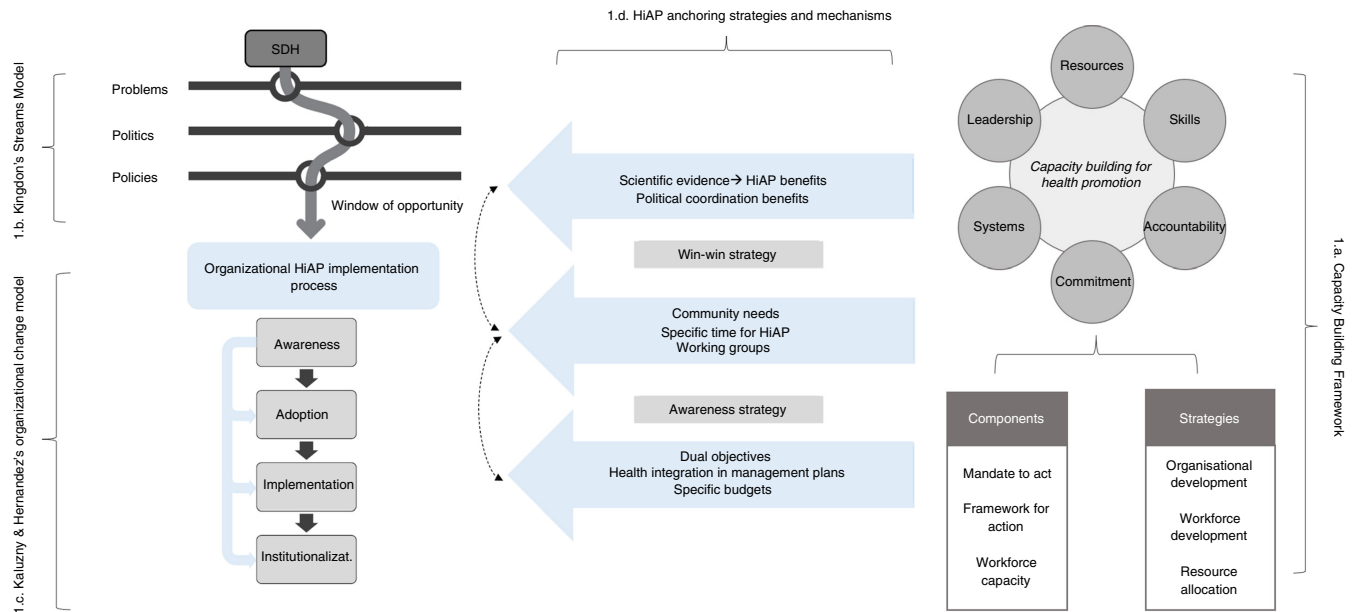 1.d. HiAP anchoring strategies and mechanisms
1.b. Kingdon's Streams Model
SDH
Problems
Politics
Policies
Window of opportunity
1.c. Kaluzny & Hernandez's organizational change model
Organizational HiAP implementation
process
Awareness
Adoption
Implementation
Institutionalizat.
Scientific evidence→ HiAP benefits
Political coordination benefits
Win-win strategy
Community needs
Specific time for HiAP
Working groups
Awareness strategy
Dual objectives
Health integration in management plans
Specific budgets
Resources
Leadership
Skills
Capacity building for
health promotion
Systems
Accountability
Commitment
Components
Mandate to act
Framework for
action
Workforce
capacity
Strategies
Organisational
development
Workforce
development
Resource
allocation
1.a. Capacity Building Framework